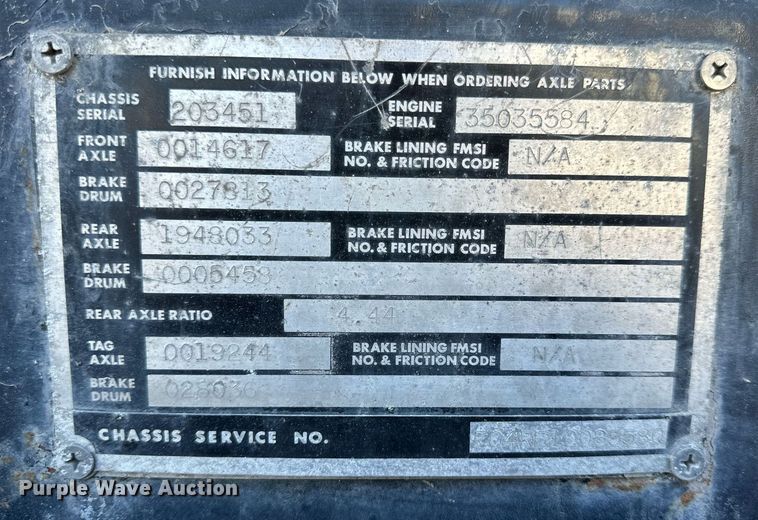 FURNISH INFORMATION BELOW WHEN ORDERING AXLE PARTS
CHASSIS SERIAL 203451 ENGINE SERIAL 35035584
FRONT AXLE 0014617 BRAKE LINING FMSI NO. & FRICTION CODE N/A
BRAKE DRUM 0027813
REAR AXLE 1948033 BRAKE LINING FMSI NO. & FRICTION CODE N/A
BRAKE DRUM
REAR AXLE RATIO 4.44
TAG AXLE 0019244 BRAKE LINING FMSI NO. & FRICTION CODE N/A
BRAKE DRUM
CHASSIS SERVICE NO.
Purple Wave Auction